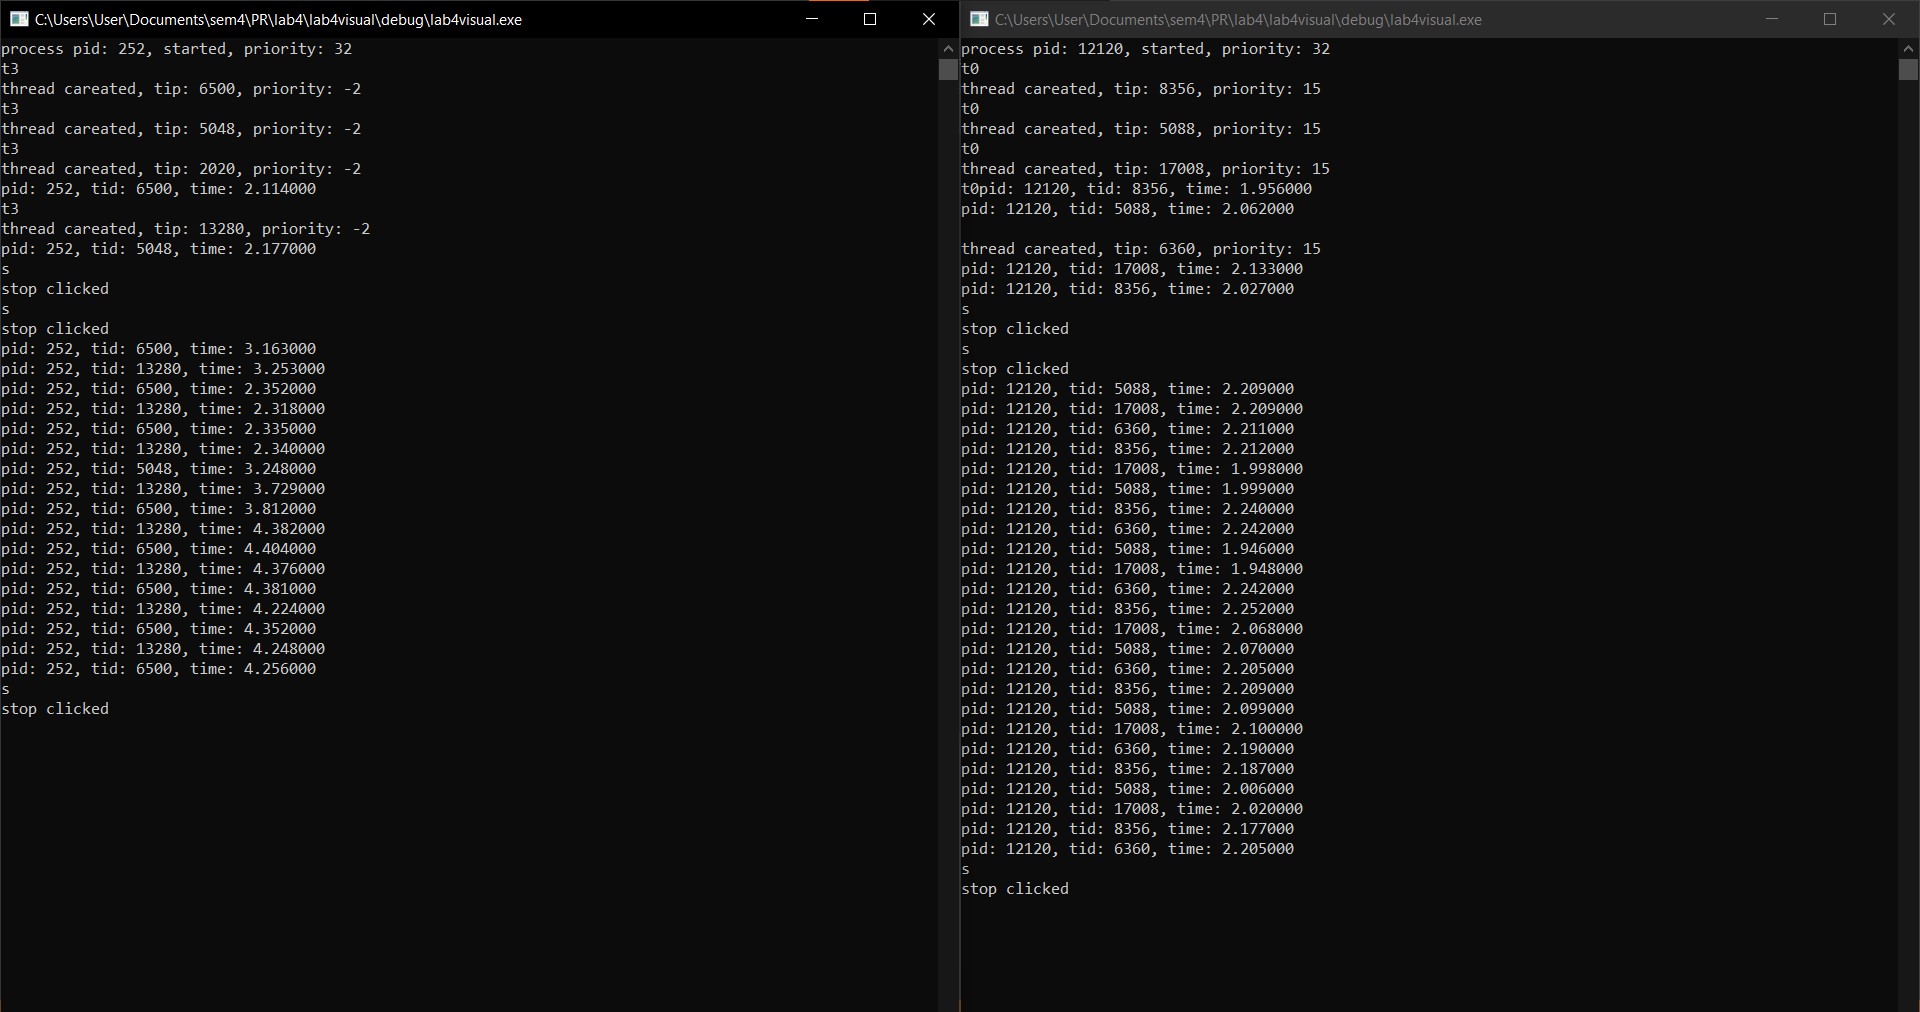 C:\Users\User\Documents\sem4\PR\lab4\lab4visual\debug\lab4visual.exe
process pid: 252, started, priority: 32
t3
thread careated, tip: 6500, priority: -2
t3
thread careated, tip: 5048, priority: -2
t3
thread careated, tip: 2020, priority: -2
pid: 252, tid: 6500, time: 2.114000
t3
thread careated, tip: 13280, priority: -2
pid: 252, tid: 5048, time: 2.177000
s
stop clicked
s
stop clicked
pid: 252, tid: 6500, time: 3.163000
pid: 252, tid: 13280, time: 3.253000
pid: 252, tid: 6500, time: 2.352000
pid: 252, tid: 13280, time: 2.318000
pid: 252, tid: 6500, time: 2.335000
pid: 252, tid: 13280, time: 2.340000
pid: 252, tid: 5048, time: 3.248000
pid: 252, tid: 13280, time: 3.729000
pid: 252, tid: 6500, time: 3.812000
pid: 252, tid: 13280, time: 4.382000
pid: 252, tid: 6500, time: 4.404000
pid: 252, tid: 13280, time: 4.376000
pid: 252, tid: 6500, time: 4.381000
pid: 252, tid: 13280, time: 4.224000
pid: 252, tid: 6500, time: 4.352000
pid: 252, tid: 13280, time: 4.248000
pid: 252, tid: 6500, time: 4.256000
s
stop clicked
C:\Users\User\Documents\sem4\PR\lab4\lab4visual\debug\lab4visual.exe
process pid: 12120, started, priority: 32
t0
thread careated, tip: 8356, priority: 15
t0
thread careated, tip: 5088, priority: 15
t0
thread careated, tip: 17008, priority: 15
t0pid: 12120, tid: 8356, time: 1.956000
pid: 12120, tid: 5088, time: 2.062000
thread careated, tip: 6360, priority: 15
pid: 12120, tid: 17008, time: 2.133000
pid: 12120, tid: 8356, time: 2.027000
s
stop clicked
s
stop clicked
pid: 12120, tid: 5088, time: 2.209000
pid: 12120, tid: 17008, time: 2.209000
pid: 12120, tid: 6360, time: 2.211000
pid: 12120, tid: 8356, time: 2.212000
pid: 12120, tid: 17008, time: 1.998000
pid: 12120, tid: 5088, time: 1.999000
pid: 12120, tid: 8356, time: 2.240000
pid: 12120, tid: 6360, time: 2.242000
pid: 12120, tid: 5088, time: 1.946000
pid: 12120, tid: 17008, time: 1.948000
pid: 12120, tid: 6360, time: 2.242000
pid: 12120, tid: 8356, time: 2.252000
pid: 12120, tid: 17008, time: 2.068000
pid: 12120, tid: 5088, time: 2.070000
pid: 12120, tid: 6360, time: 2.205000
pid: 12120, tid: 8356, time: 2.209000
pid: 12120, tid: 5088, time: 2.099000
pid: 12120, tid: 17008, time: 2.100000
pid: 12120, tid: 6360, time: 2.190000
pid: 12120, tid: 8356, time: 2.187000
pid: 12120, tid: 5088, time: 2.006000
pid: 12120, tid: 17008, time: 2.020000
pid: 12120, tid: 8356, time: 2.177000
pid: 12120, tid: 6360, time: 2.205000
s
stop clicked